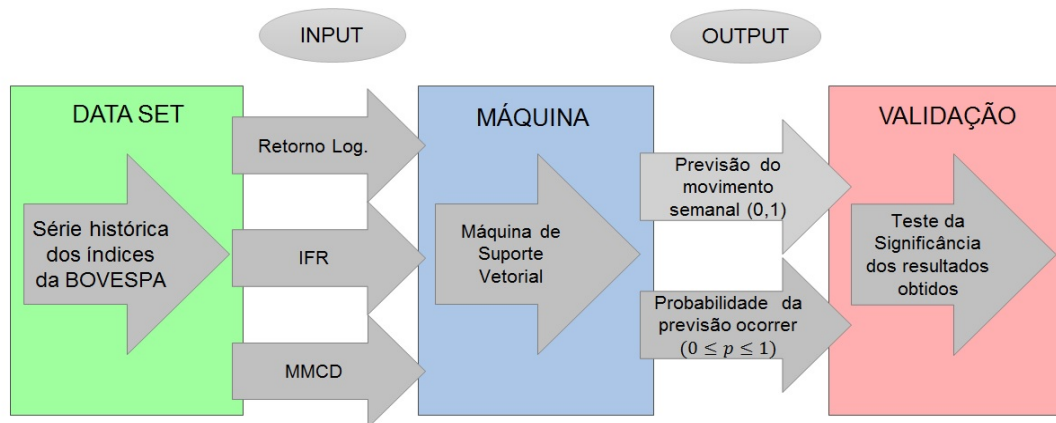 INPUT
OUTPUT
DATA SET
Série histórica
dos índices
da BOVESPA
Retorno Log.
IFR
MMCD
MÁQUINA
Máquina de
Suporte
Vetorial
Previsão do
movimento
semanal (0,1)
Probabilidade da
previsão ocorrer
(0 ≤ p ≤ 1)
VALIDAÇÃO
Teste da
Significância
dos resultados
obtidos